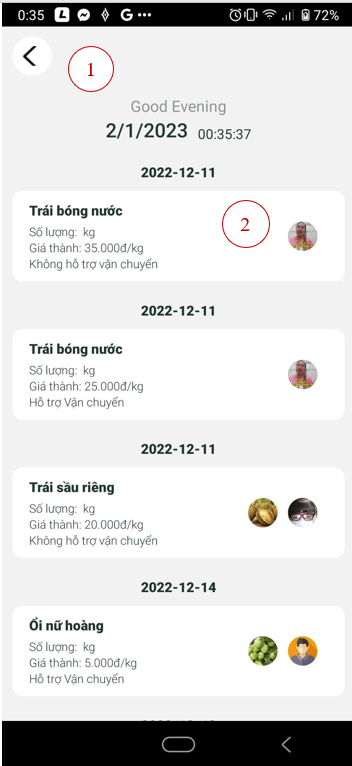 0:35
72%
1
Good Evening
2/1/2023 00:35:37
2022-12-11
Trái bóng nước
Số lượng: kg
Giá thành: 35.000đ/kg
Không hỗ trợ vận chuyển
2
2022-12-11
Trái bóng nước
Số lượng: kg
Giá thành: 25.000đ/kg
Hỗ trợ Vận chuyển
2022-12-11
Trái sầu riêng
Số lượng: kg
Giá thành: 20.000đ/kg
Không hỗ trợ vận chuyển
2022-12-14
Ổi nữ hoàng
Số lượng: kg
Giá thành: 5.000đ/kg
Hỗ trợ Vận chuyển